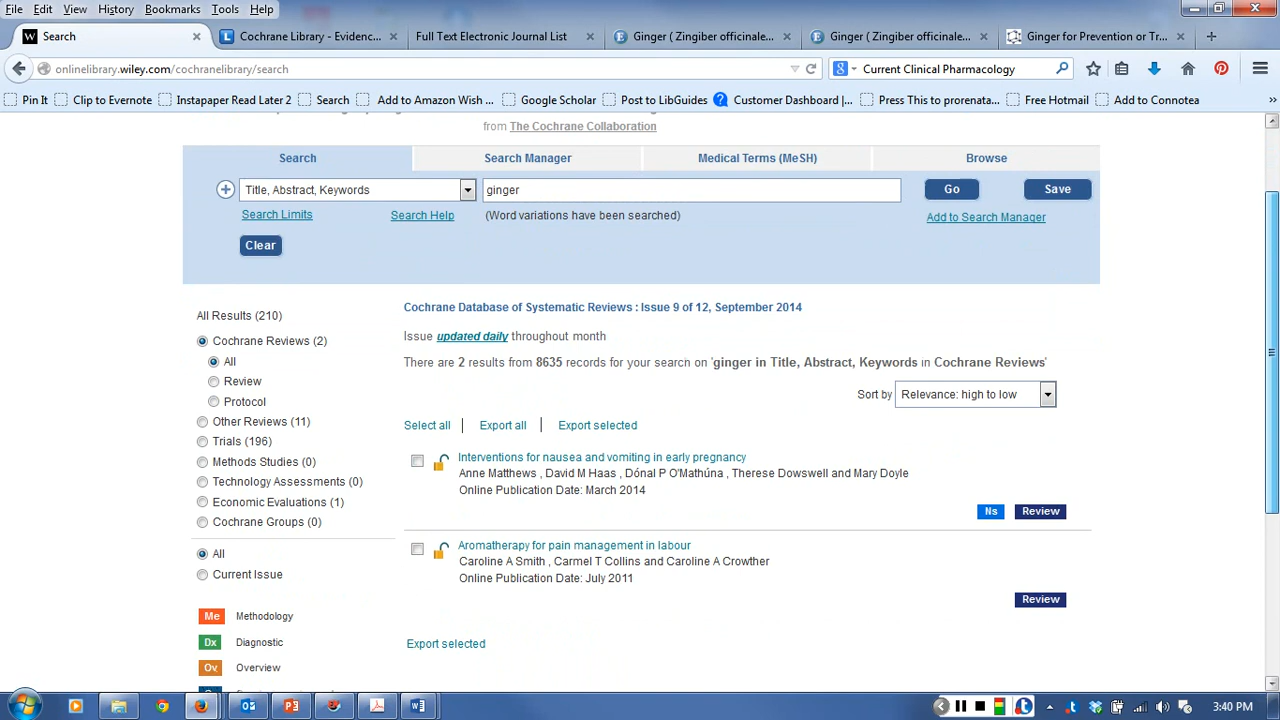 File Edit View History Bookmarks Tools Help
W Search
L Cochrane Library - Evidenc...
Full Text Electronic Journal List
E Ginger ( Zingiber officinale...
E Ginger ( Zingiber officinale...
Ginger for Prevention or Tr...
onlinelibrary.wiley.com/cochranelibrary/search
Current Clinical Pharmacology
Pin It Clip to Evernote Instapaper Read Later 2 Search Add to Amazon Wish ... Google Scholar Post to LibGuides Customer Dashboard |... Press This to prorenata... Free Hotmail Add to Connotea »
from The Cochrane Collaboration
Search Search Manager Medical Terms (MeSH) Browse
Title, Abstract, Keywords ginger Go Save
Search Limits Search Help (Word variations have been searched) Add to Search Manager
Clear
All Results (210)
Cochrane Reviews (2)
All
Review
Protocol
Other Reviews (11)
Trials (196)
Methods Studies (0)
Technology Assessments (0)
Economic Evaluations (1)
Cochrane Groups (0)
All
Current Issue
Me Methodology
Dx Diagnostic
Ov Overview
Cochrane Database of Systematic Reviews : Issue 9 of 12, September 2014
Issue updated daily throughout month
There are 2 results from 8635 records for your search on 'ginger in Title, Abstract, Keywords in Cochrane Reviews'
Sort by Relevance: high to low
Select all Export all Export selected
Interventions for nausea and vomiting in early pregnancy
Anne Matthews , David M Haas , Dónal P O'Mathúna , Therese Dowswell and Mary Doyle
Online Publication Date: March 2014
Ns Review
Aromatherapy for pain management in labour
Caroline A Smith , Carmel T Collins and Caroline A Crowther
Online Publication Date: July 2011
Review
Export selected
3:40 PM